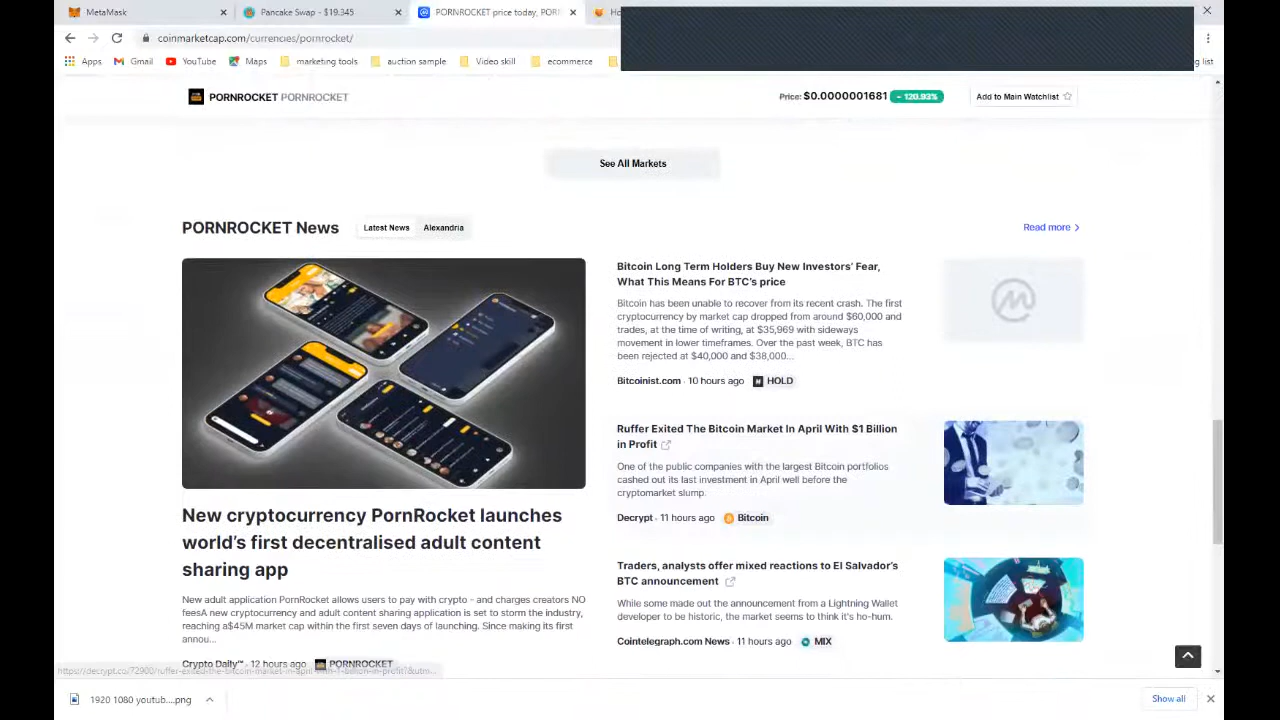 MetaMask
Pancake Swap - $19.345
PORNROCKET price today, PORN
coinmarketcap.com/currencies/pornrocket/
Apps Gmail YouTube Maps marketing tools auction sample Video skill ecommerce
PORNROCKET PORNROCKET
Price: $0.0000001681 120.93%
Add to Main Watchlist
See All Markets
PORNROCKET News Latest News Alexandria
Read more
New cryptocurrency PornRocket launches
world's first decentralised adult content
sharing app
New adult application PornRocket allows users to pay with crypto - and charges creators NO
feesA new cryptocurrency and adult content sharing application is set to storm the industry,
reaching a$45M market cap within the first seven days of launching. Since making its first
annou...
Crypto Daily™ · 12 hours ago PORNROCKET
Bitcoin Long Term Holders Buy New Investors' Fear,
What This Means For BTC's price
Bitcoin has been unable to recover from its recent crash. The first
cryptocurrency by market cap dropped from around $60,000 and
trades, at the time of writing, at $35,969 with sideways
movement in lower timeframes. Over the past week, BTC has
been rejected at $40,000 and $38,000...
Bitcoinist.com · 10 hours ago HOLD
Ruffer Exited The Bitcoin Market In April With $1 Billion
in Profit
One of the public companies with the largest Bitcoin portfolios
cashed out its last investment in April well before the
cryptomarket slump.
Decrypt · 11 hours ago Bitcoin
Traders, analysts offer mixed reactions to El Salvador's
BTC announcement
While some made out the announcement from a Lightning Wallet
developer to be historic, the market seems to think it's ho-hum.
Cointelegraph.com News · 11 hours ago MIX
1920 1080 youtub....png
Show all